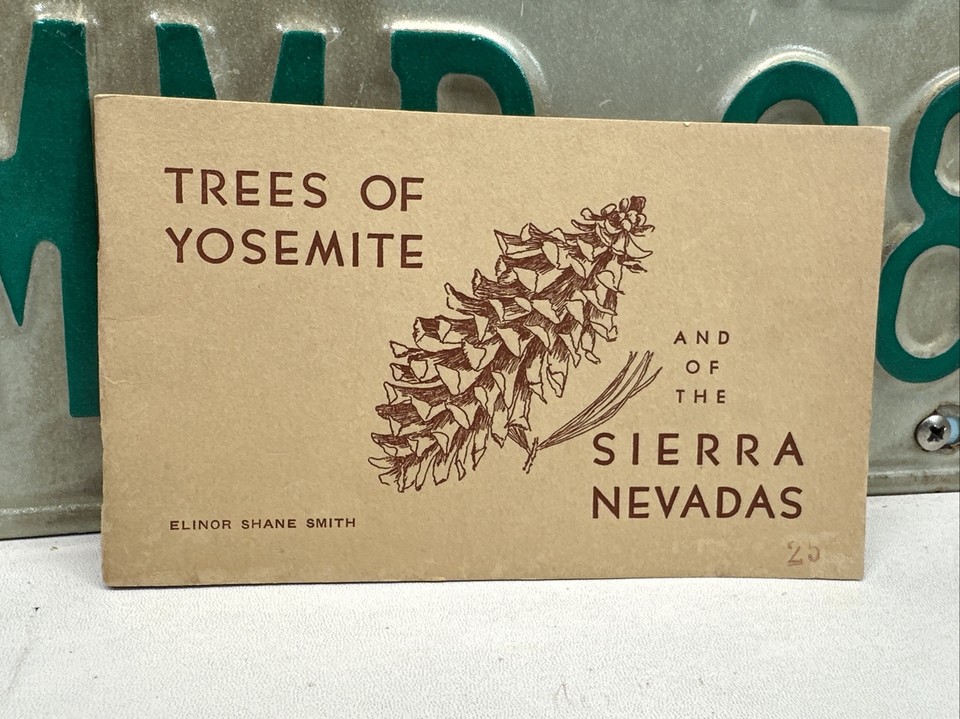 TREES OF
YOSEMITE
AND
OF
THE
SIERRA
NEVADAS
ELINOR SHANE SMITH
25